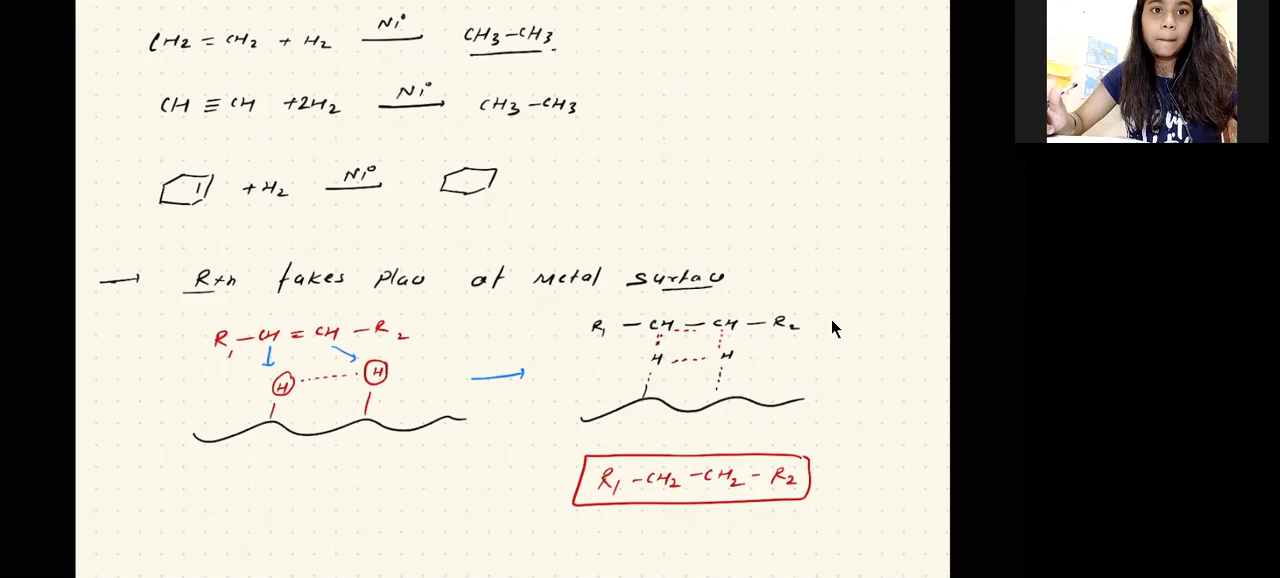 CH2 = CH2 + H2 Ni° CH3-CH3
CH ≡ CH +2H2 Ni° CH3-CH3
+H2 Ni°
Rxn takes place at metal surface
R1-CH=CH-R2
H H
R1-CH-CH-R2
H H
R1-CH2-CH2-R2